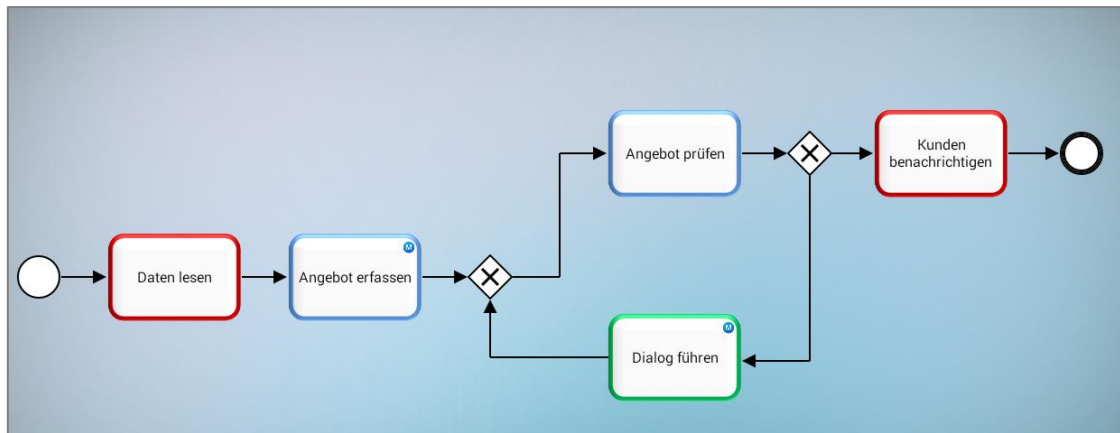 Daten lesen
Angebot erfassen
M
Angebot prüfen
Dialog führen
M
Kunden
benachrichtigen